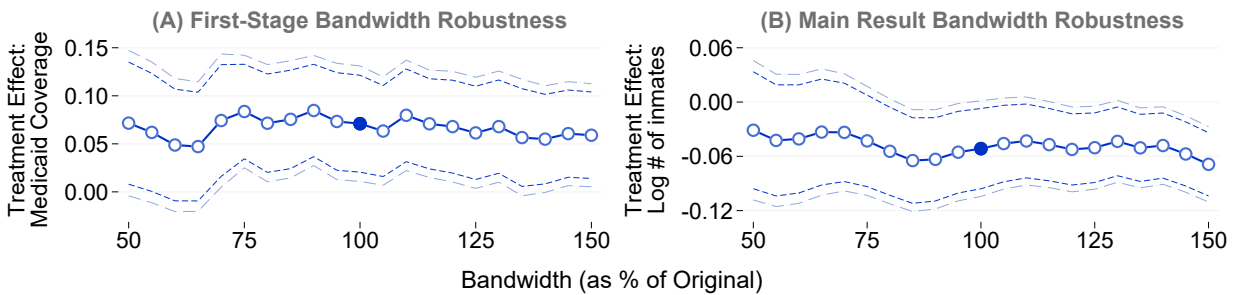 (A) First-Stage Bandwidth Robustness
Treatment Effect:
Medicaid Coverage
0.15
0.10
0.05
0.00
50
75
100
125
150
(B) Main Result Bandwidth Robustness
Treatment Effect:
Log # of inmates
0.06
0.00
-0.06
-0.12
50
75
100
125
150
Bandwidth (as % of Original)